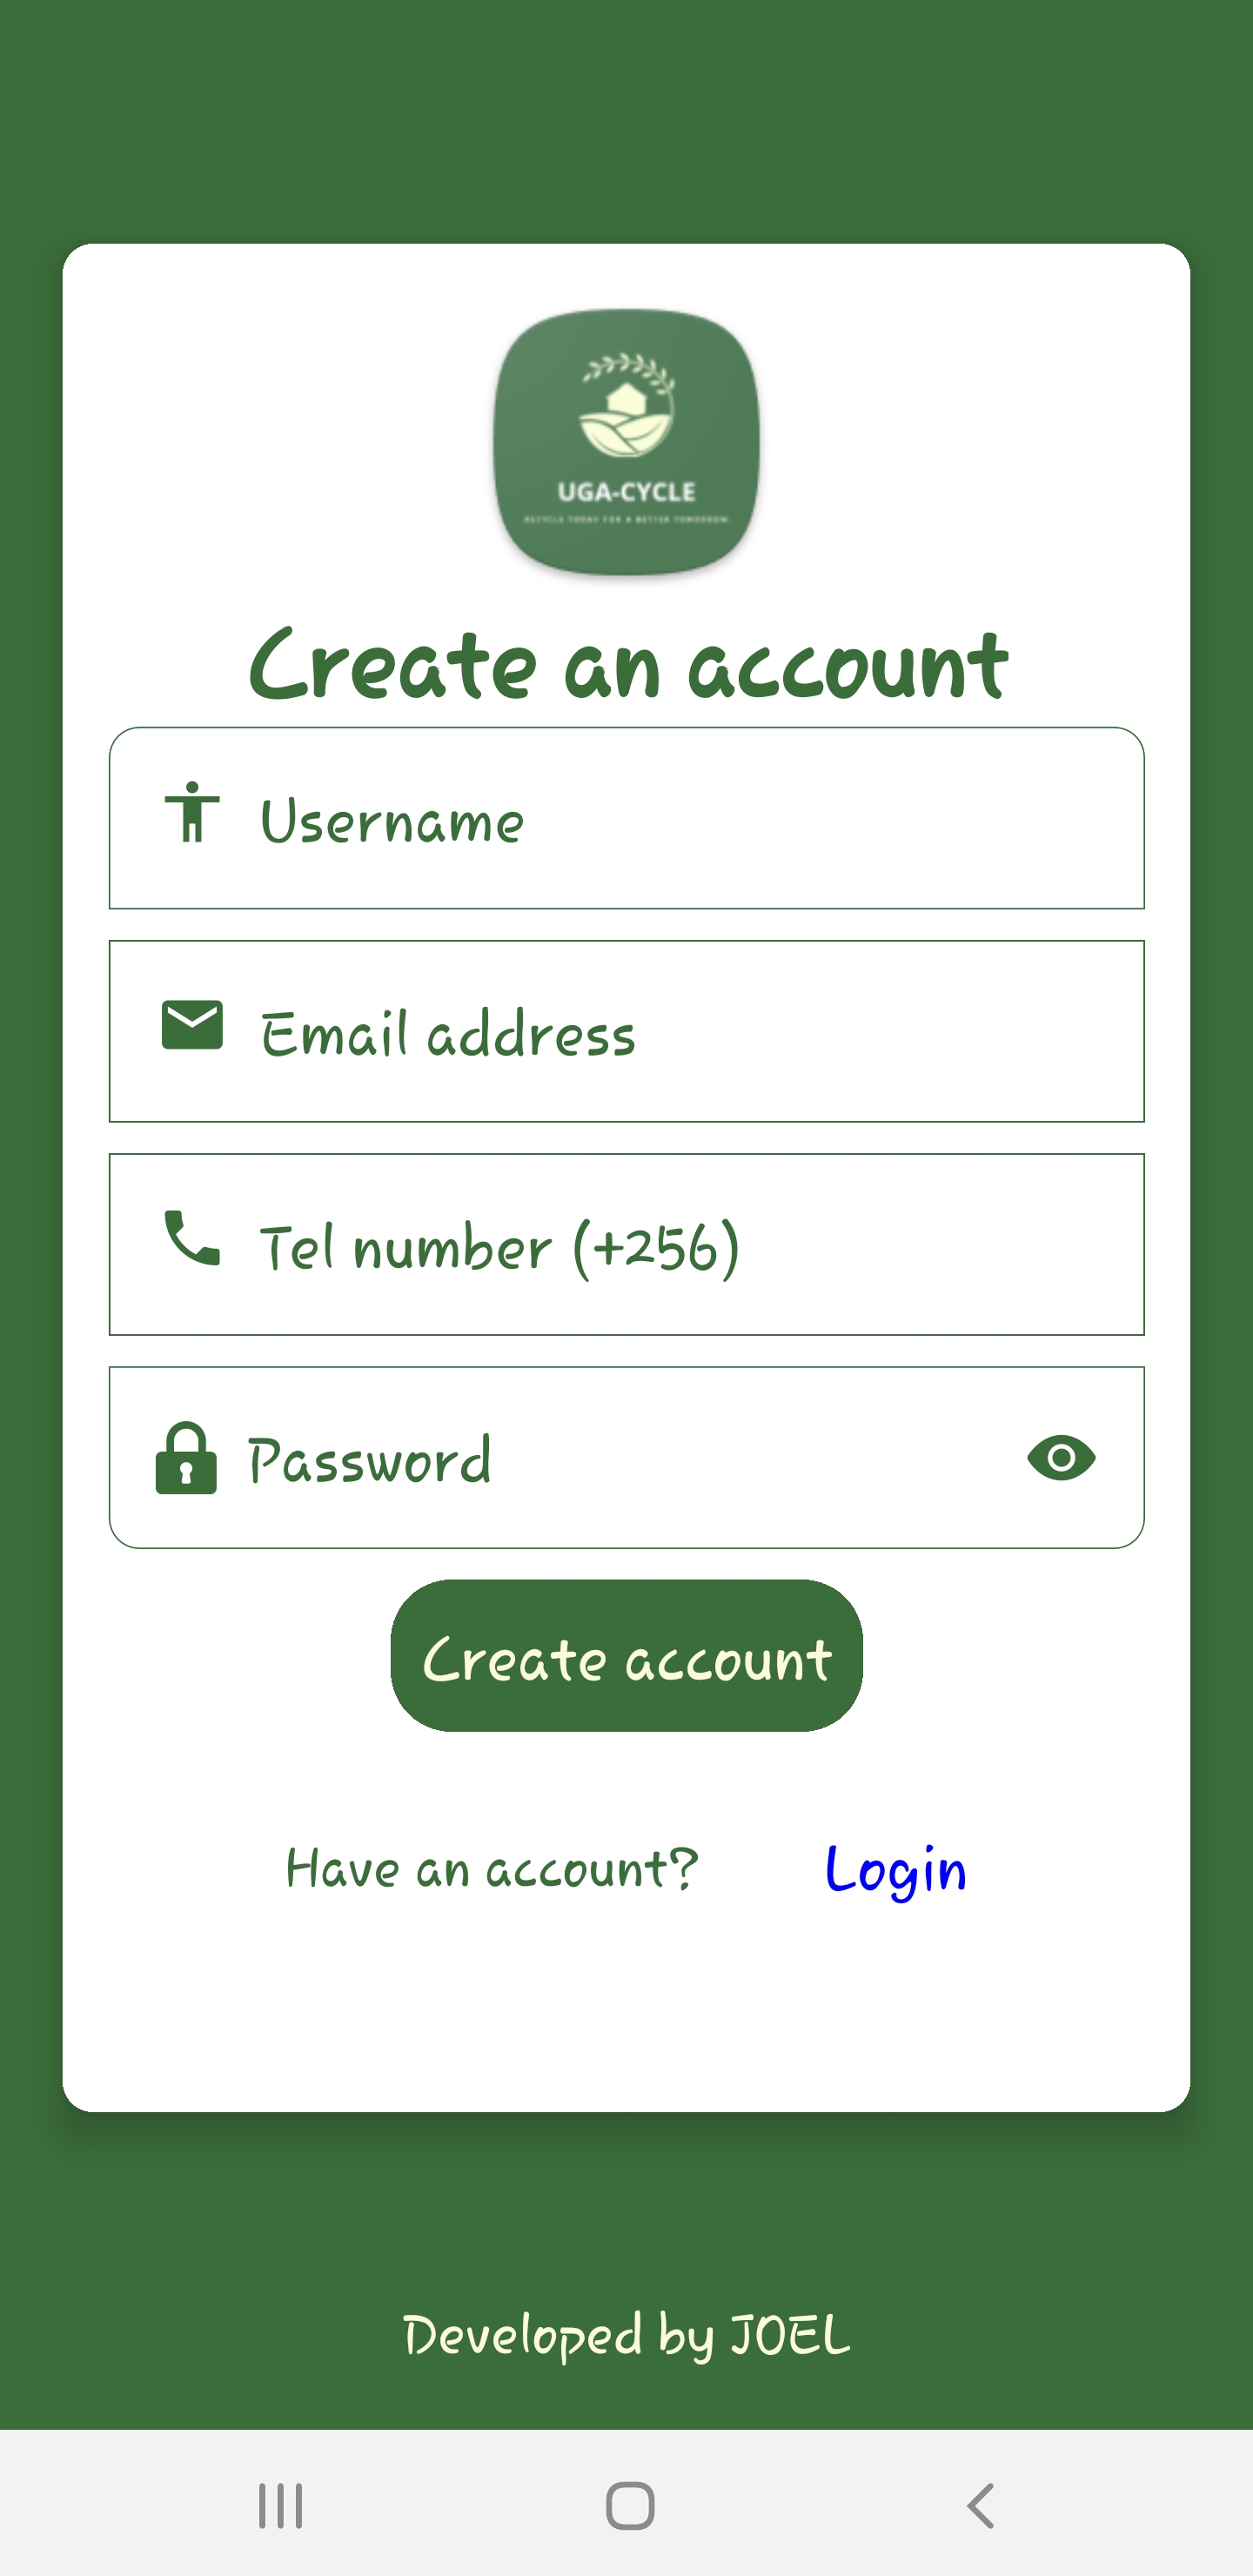 UGA-CYCLE
RECYCLE TODAY FOR A BETTER TOMORROW.
Create an account
Username
Email address
Tel number (+256)
Password
Create account
Have an account? Login
Developed by JOEL